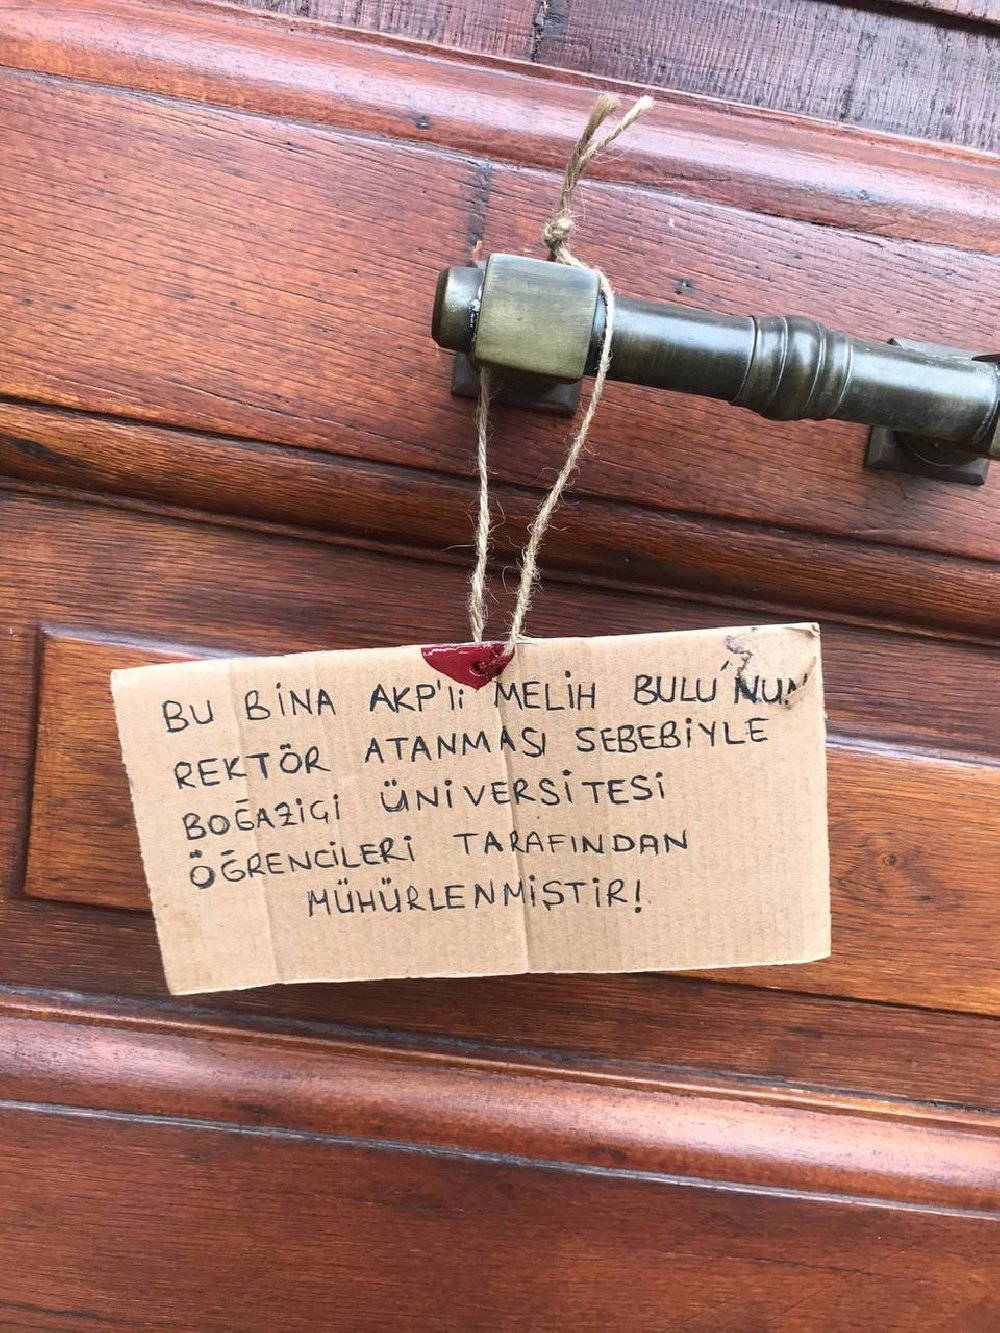 BU BİNA AKP'li MELİH BULU'NUN
REKTÖR ATANMASI SEBEBİYLE
BOĞAZİÇİ ÜNİVERSİTESİ
ÖĞRENCİLERİ TARAFINDAN
MÜHÜRLENMİŞTİR!